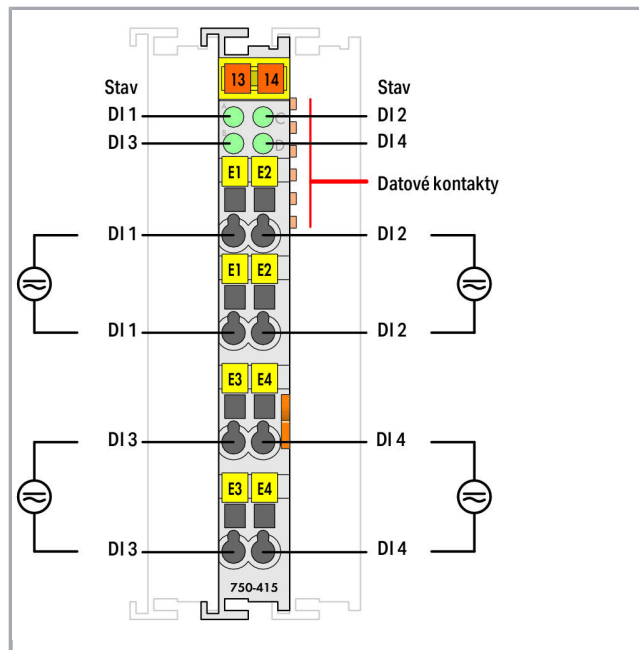 13 14
Stav Stav
A C
DI 1 DI 2
DI 3 DI 4
D
E1 E2
Datové kontakty
DI 1 DI 2
E1 E2
DI 1 DI 2
E3 E4
DI 3 DI 4
E3 E4
DI 3 DI 4
750-415